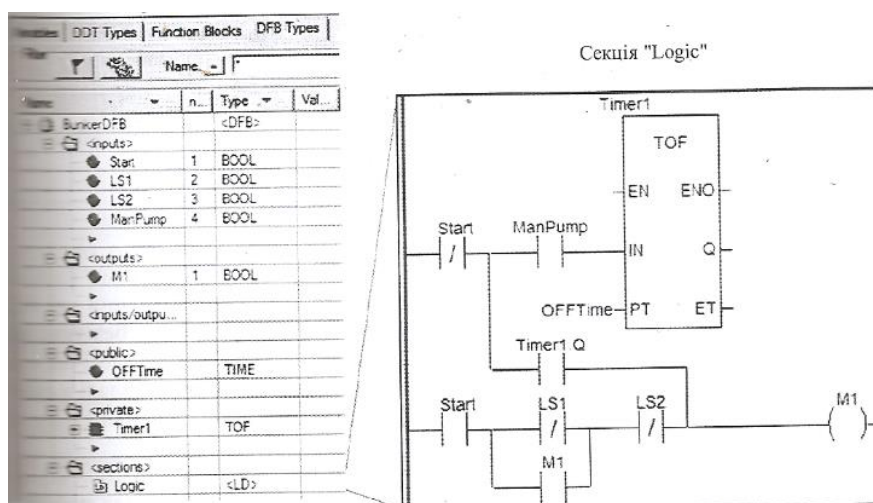 DDT Types Function Blocks DFB Types
Name
n... Type Val...
BunkerDFB <DFB>
<inputs>
Start 1 BOOL
LS1 2 BOOL
LS2 3 BOOL
ManPump 4 BOOL
<outputs>
M1 1 BOOL
<inputs/outpu...
<public>
OFFTime TIME
<private>
Timer1 TOF
<sections>
Logic <LD>
Секція "Logic"
Timer1
TOF
EN ENO
Start ManPump
IN Q
OFFTime PT ET
Timer1.Q
Start LS1 LS2 M1
M1